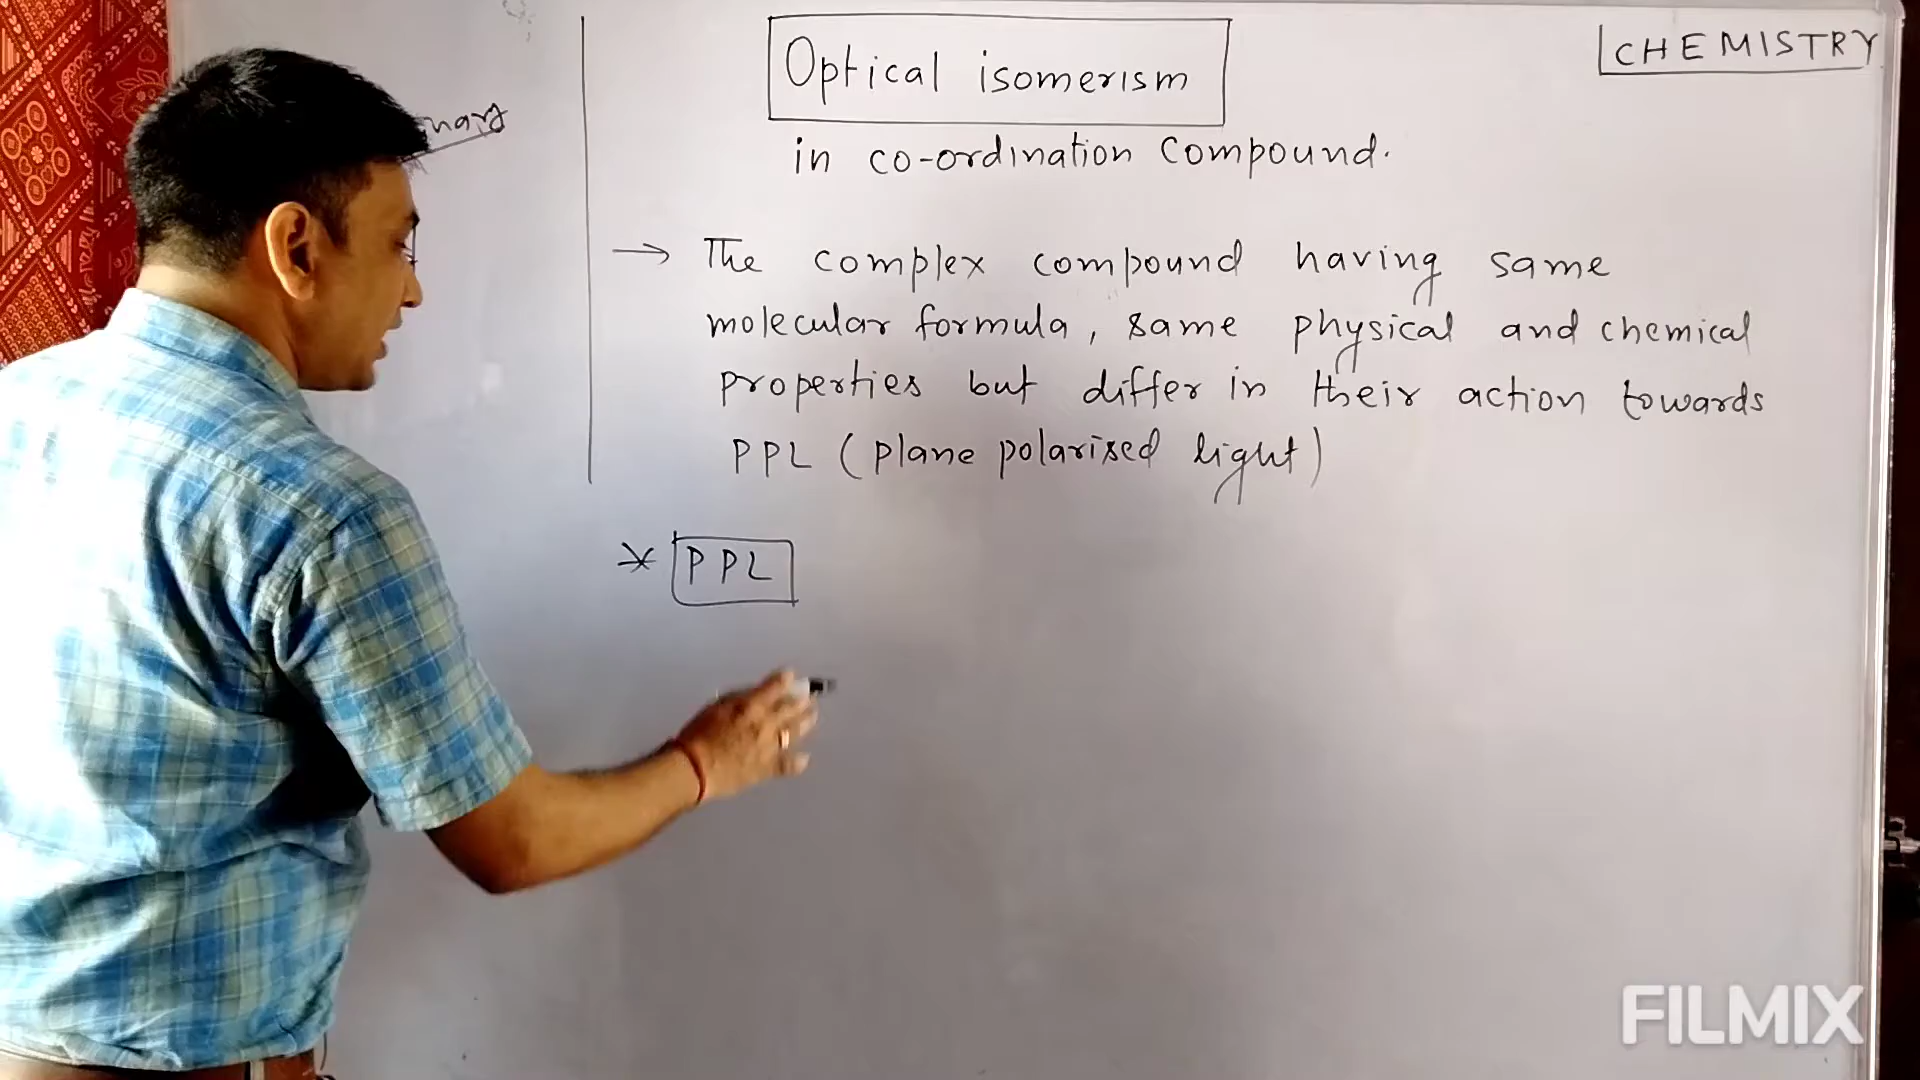 Optical isomerism
CHEMISTRY
in co-ordination compound.
→ The complex compound having same
molecular formula, same physical and chemical
properties but differ in their action towards
PPL (plane polarised light)
* PPL
FILMIX